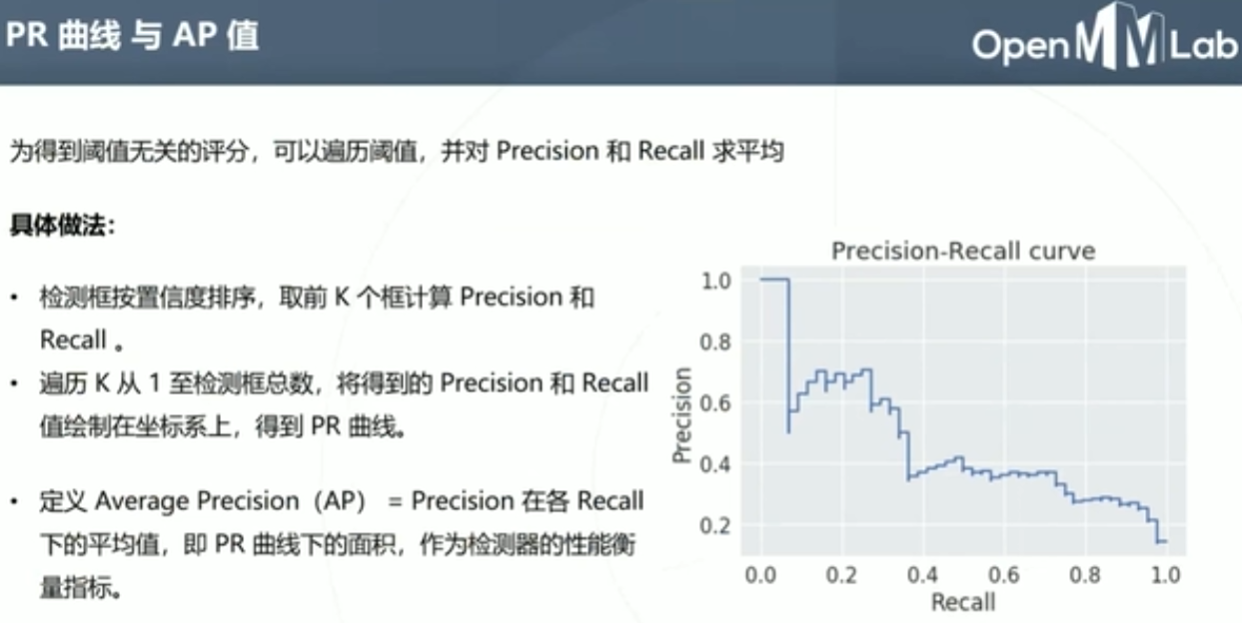 PR 曲线 与 AP 值
OpenMMLab
为得到阈值无关的评分，可以遍历阈值，并对 Precision 和 Recall 求平均
具体做法：
• 检测框按置信度排序，取前 K 个框计算 Precision 和
Recall 。
• 遍历 K 从 1 至检测框总数，将得到的 Precision 和 Recall
值绘制在坐标系上，得到 PR 曲线。
• 定义 Average Precision（AP） = Precision 在各 Recall
下的平均值，即 PR 曲线下的面积，作为检测器的性能衡
量指标。
Precision-Recall curve
1.0
0.8
0.6
0.4
0.2
Precision
0.0 0.2 0.4 0.6 0.8 1.0
Recall